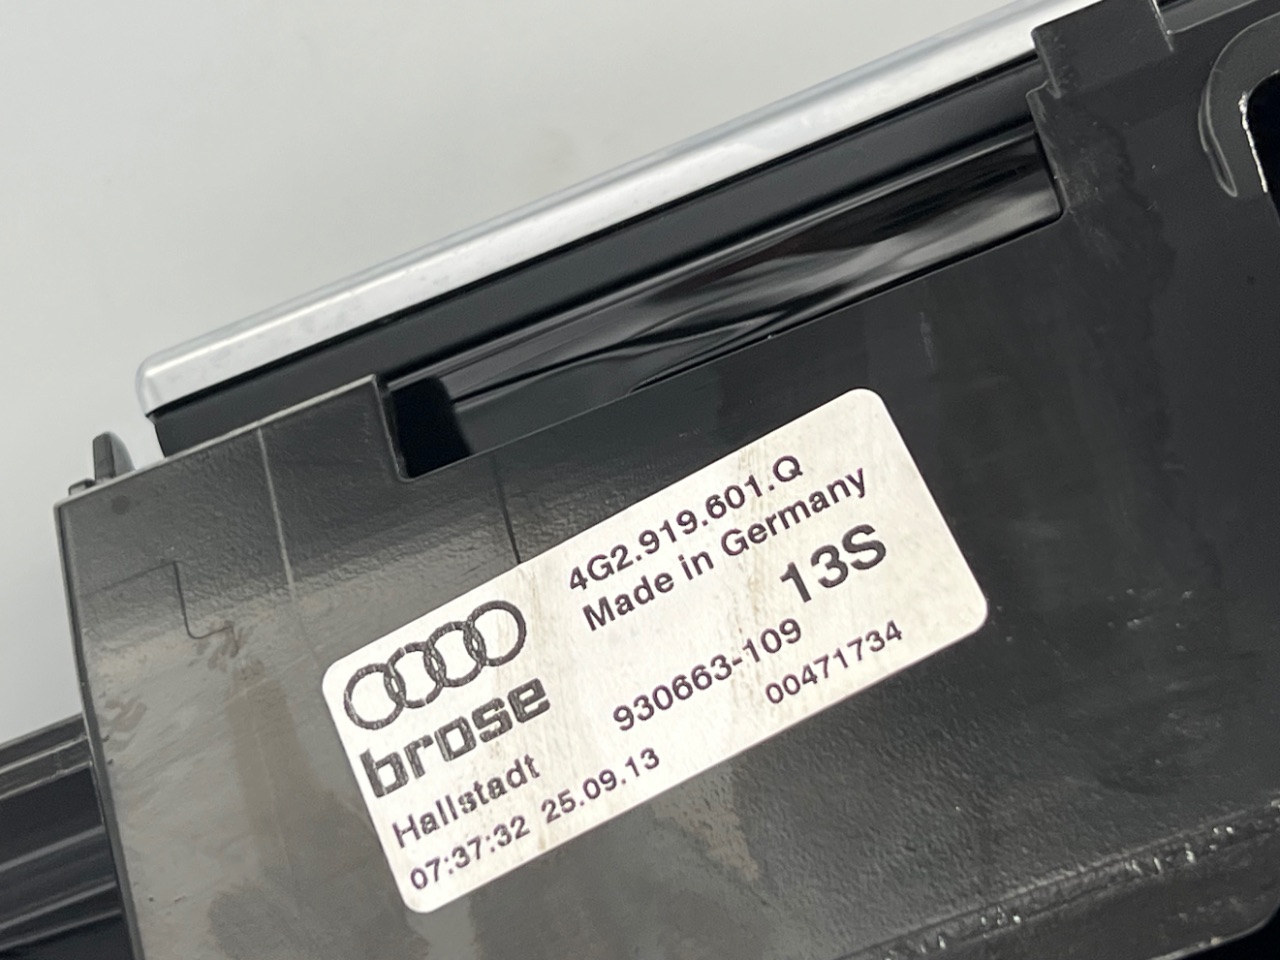 4G2.919.601.Q
Made in Germany
13S
brose
930663-109
00471734
Hallstadt
07:37:32 25.09.13